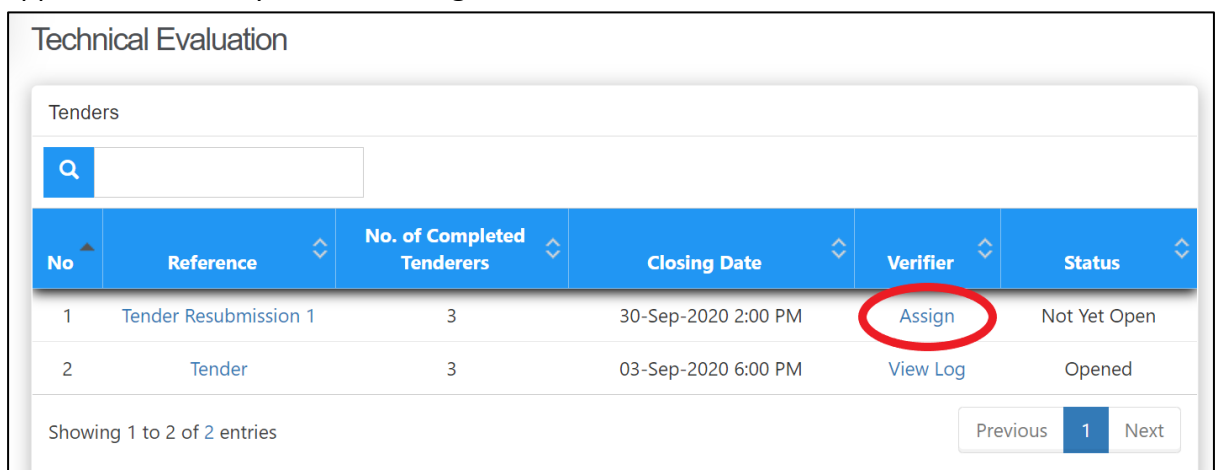 Technical Evaluation
Tenders
No Reference No. of Completed Tenderers Closing Date Verifier Status
1 Tender Resubmission 1 3 30-Sep-2020 2:00 PM Assign Not Yet Open
2 Tender 3 03-Sep-2020 6:00 PM View Log Opened
Showing 1 to 2 of 2 entries Previous 1 Next